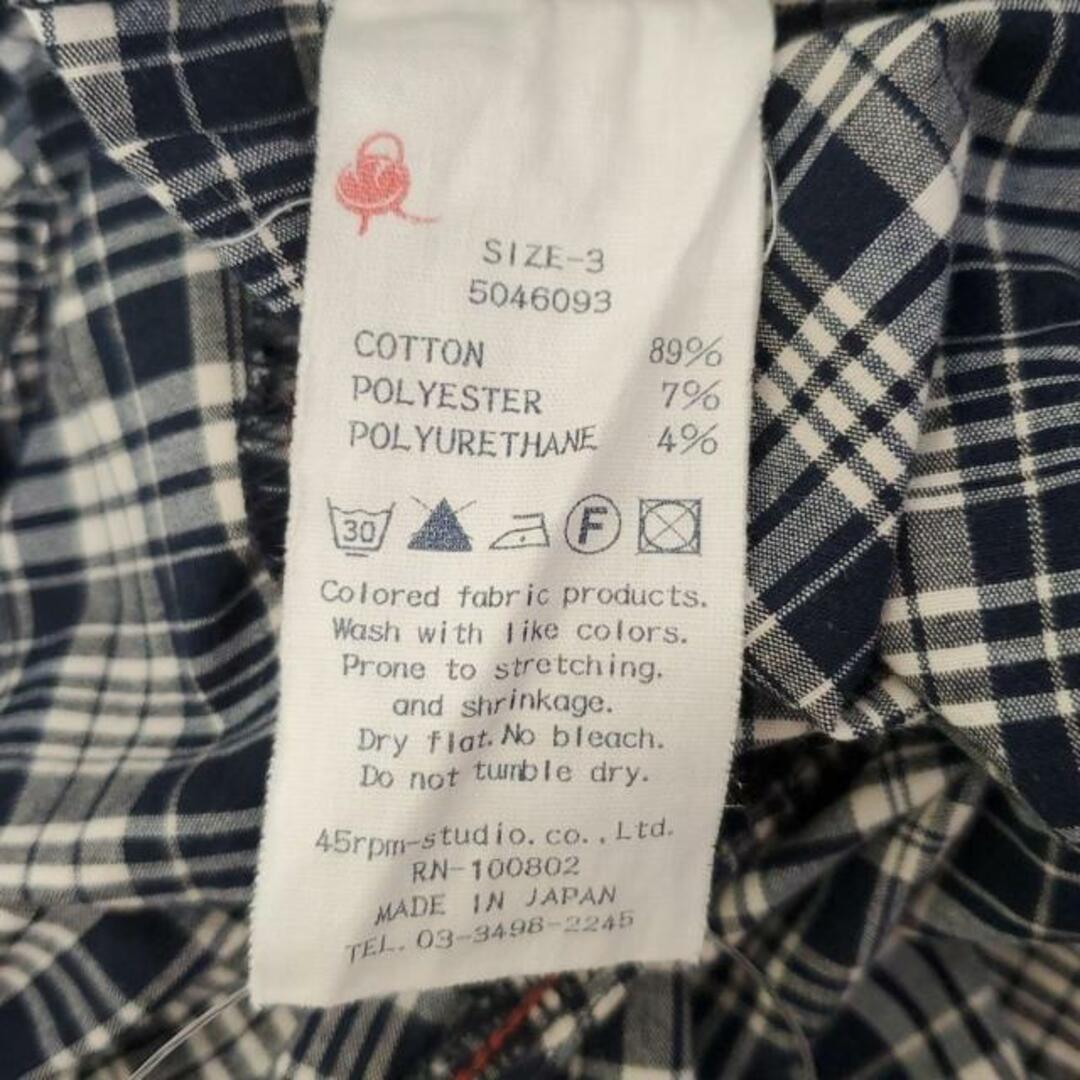 SIZE-3
5046093
COTTON 89%
POLYESTER 7%
POLYURETHANE 4%
30 F
Colored fabric products.
Wash with like colors.
Prone to stretching.
and shrinkage.
Dry flat. No bleach.
Do not tumble dry.
45rpm-studio.co.,Ltd.
RN-100802
MADE IN JAPAN
TEL. 03-3498-2245